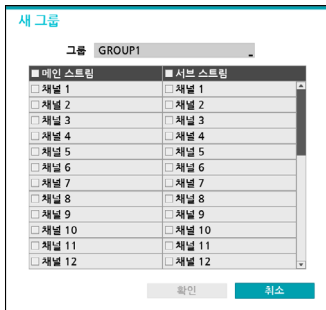 새 그룹
그룹 GROUP1
메인 스트림 서브 스트림
채널 1 채널 1
채널 2 채널 2
채널 3 채널 3
채널 4 채널 4
채널 5 채널 5
채널 6 채널 6
채널 7 채널 7
채널 8 채널 8
채널 9 채널 9
채널 10 채널 10
채널 11 채널 11
채널 12 채널 12
확인 취소